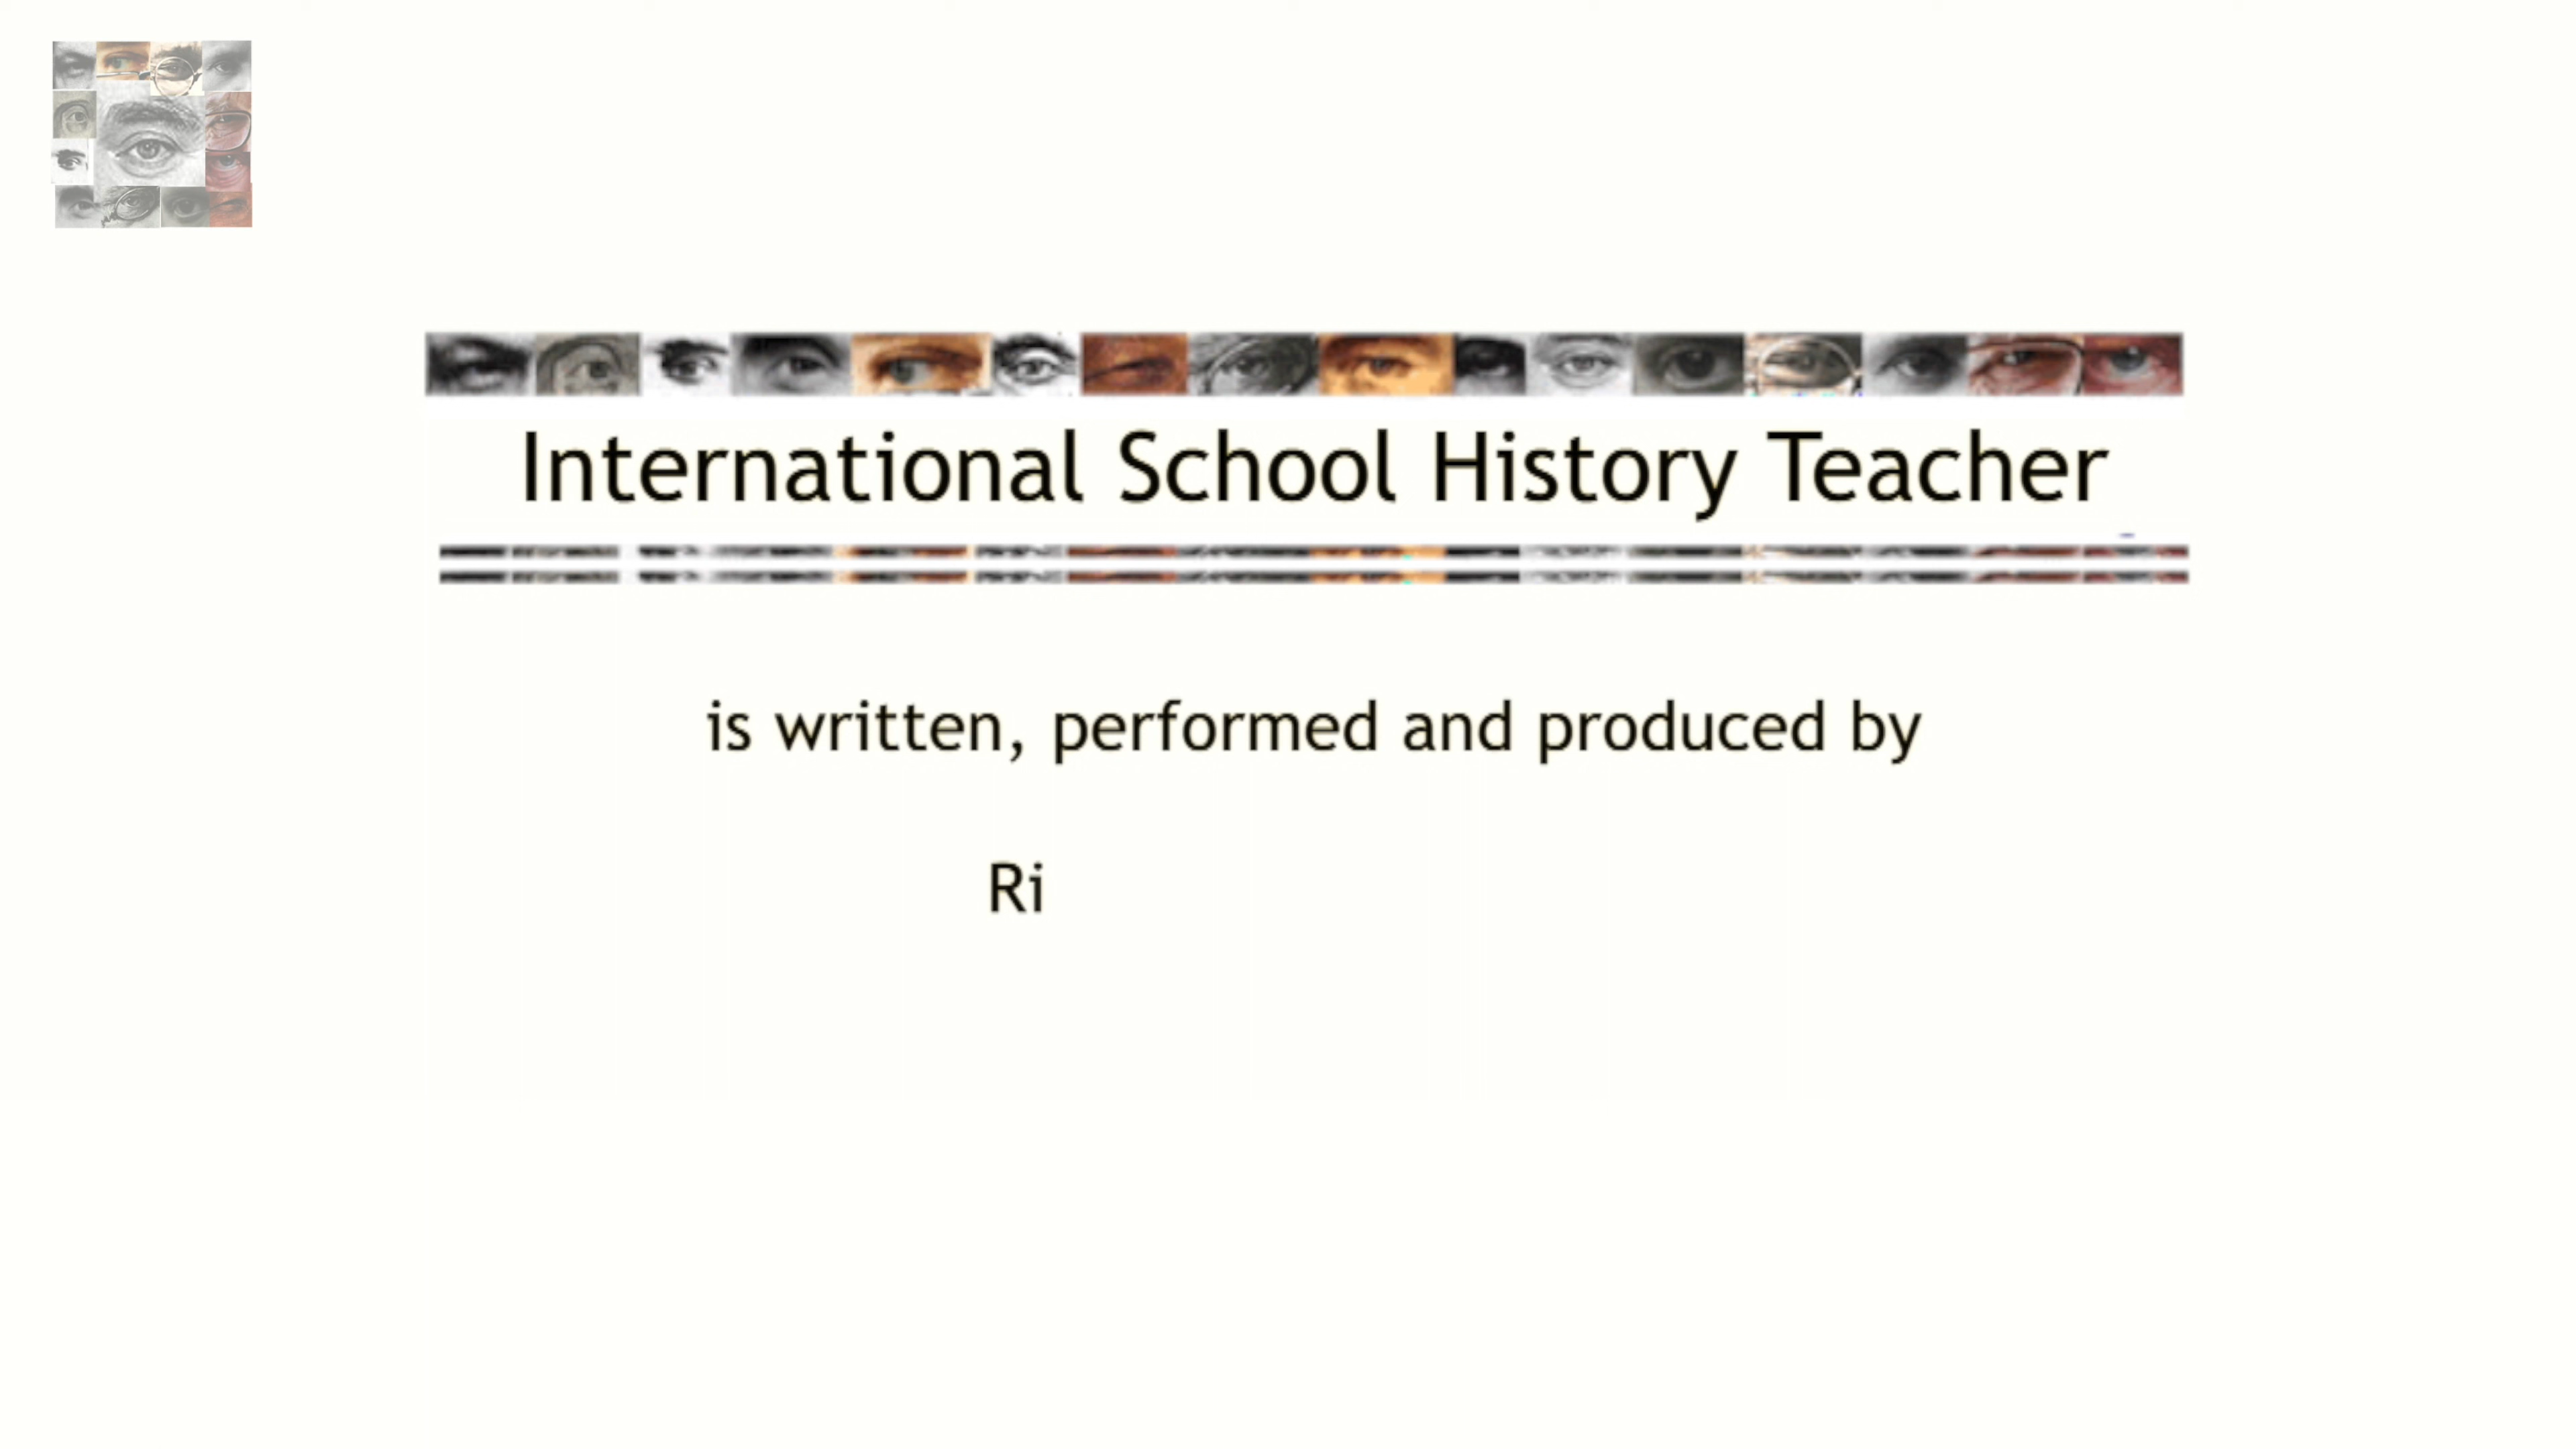 International School History Teacher
is written, performed and produced by
Ri